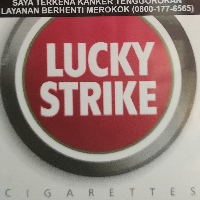 SAYA TERKENA KANKER TENGGOROKAN
LAYANAN BERHENTI MEROKOK (0800-177-6565)
LUCKY
STRIKE
CIGARETTES